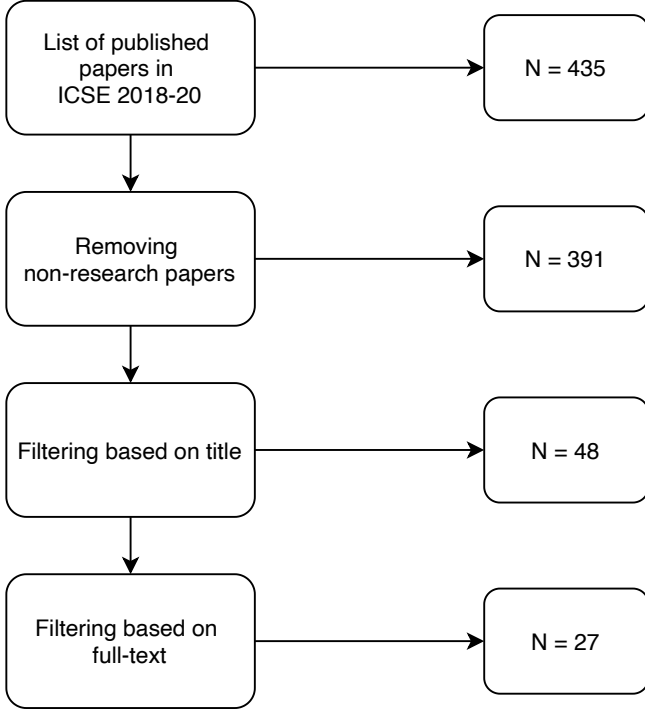 List of published
papers in
ICSE 2018-20
N = 435
Removing
non-research papers
N = 391
Filtering based on title
N = 48
Filtering based on
full-text
N = 27